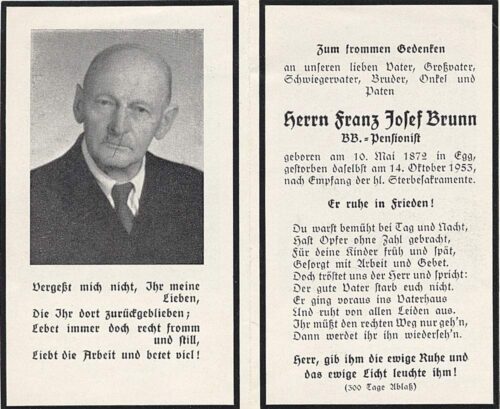 Vergeßt mich nicht, Ihr meine
Lieben,
Die Ihr dort zurückgeblieben;
Lebet immer doch recht fromm
und still,
Liebt die Arbeit und betet viel!
Zum frommen Gedenken
an unseren lieben Vater, Großvater,
Schwiegervater, Bruder, Onkel und
Paten
Herrn Franz Josef Brunn
BB.=Pensionist
geboren am 10. Mai 1872 in Egg,
gestorben daselbst am 14. Oktober 1953,
nach Empfang der hl. Sterbesakramente.
Er ruhe in Frieden!
Du warst bemüht bei Tag und Nacht,
Hast Opfer ohne Zahl gebracht,
Für deine Kinder früh und spät,
Gesorgt mit Arbeit und Gebet.
Doch tröstet uns der Herr und spricht:
Der gute Vater starb euch nicht.
Er ging voraus ins Vaterhaus
Und ruht von allen Leiden aus.
Ihr müßt den rechten Weg nur geh'n,
Dann werdet ihr ihn wiederseh'n.
Herr, gib ihm die ewige Ruhe und
das ewige Licht leuchte ihm!
(300 Tage Ablaß)